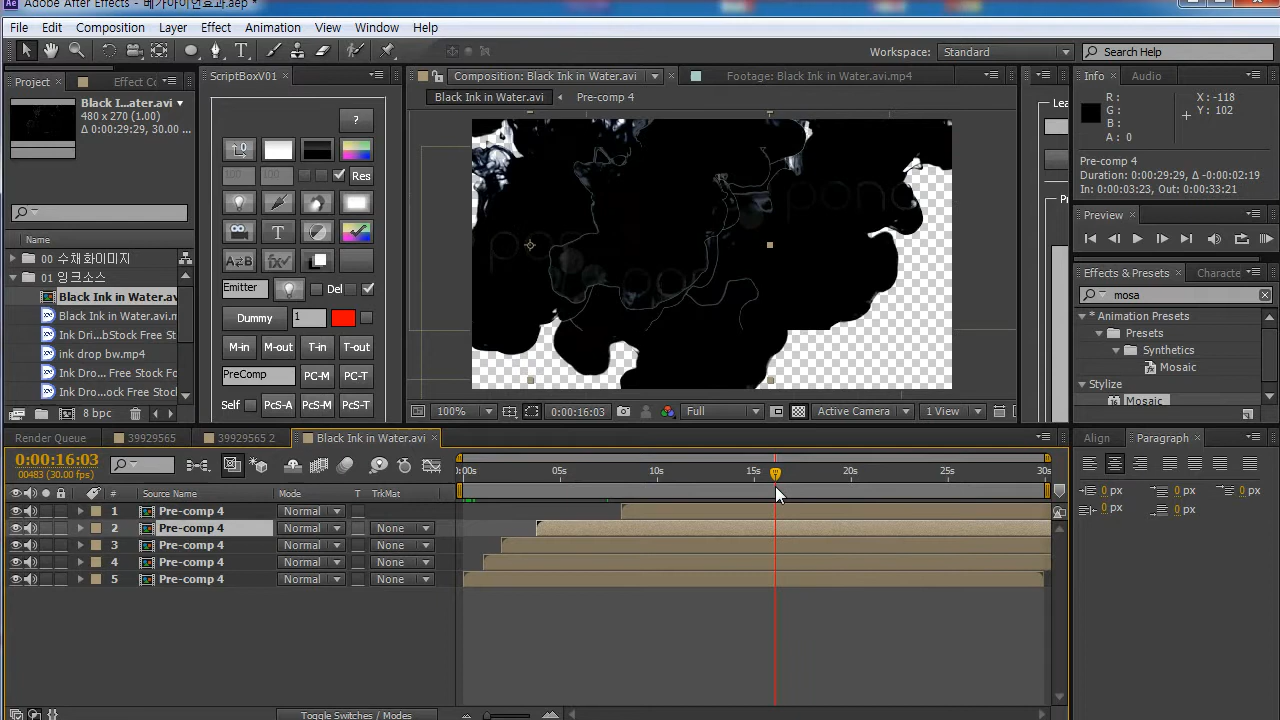 Adobe After Effects - 베가아이언효과.aep *
File Edit Composition Layer Effect Animation View Window Help
Workspace: Standard Search Help
Project Effect Co
ScriptBoxV01
Composition: Black Ink in Water.avi Footage: Black Ink in Water.mp4
Black Ink in Water.avi Pre-comp 4
Info Audio
Black I...ater.avi
480 x 270 (1.00)
Δ 0:00:29:29, 30.00 ...
R:
G:
B:
A: 0
X: -118
Y: 102
Pre-comp 4
Duration: 0:00:29:29, Δ -0:00:02:19
In: 0:00:03:23, Out: 0:00:33:21
?
100 100 Res
T
A↔B fx
Emitter Del
Dummy 1
M-in M-out T-in T-out
PreComp PC-M PC-T
Self PcS-A PcS-M PcS-T
Name
00 수채화이미지
01 잉크소스
Black Ink in Water.av
Black Ink in Water.avi.m
Ink Dri...bStock Free St
ink drop bw.mp4
Ink Dro...ock Free Stock Fo
Ink Dro...ock Free Stock
8 bpc
Lea
Pr
pond
Preview
Effects & Presets Characte
mosa
* Animation Presets
Presets
Synthetics
Mosaic
Stylize
Mosaic
100% 0:00:16:03 Full Active Camera 1 View
Render Queue 39929565 39929565 2 Black Ink in Water.avi
Align Paragraph
0:00:16:03
00483 (30.00 fps)
):00s 05s 10s 15s 20s 25s 30s
0 px 0 px 0 px
0 px 0 px
# Source Name Mode T TrkMat
1 Pre-comp 4 Normal
2 Pre-comp 4 Normal None
3 Pre-comp 4 Normal None
4 Pre-comp 4 Normal None
5 Pre-comp 4 Normal None
Toggle Switches / Modes